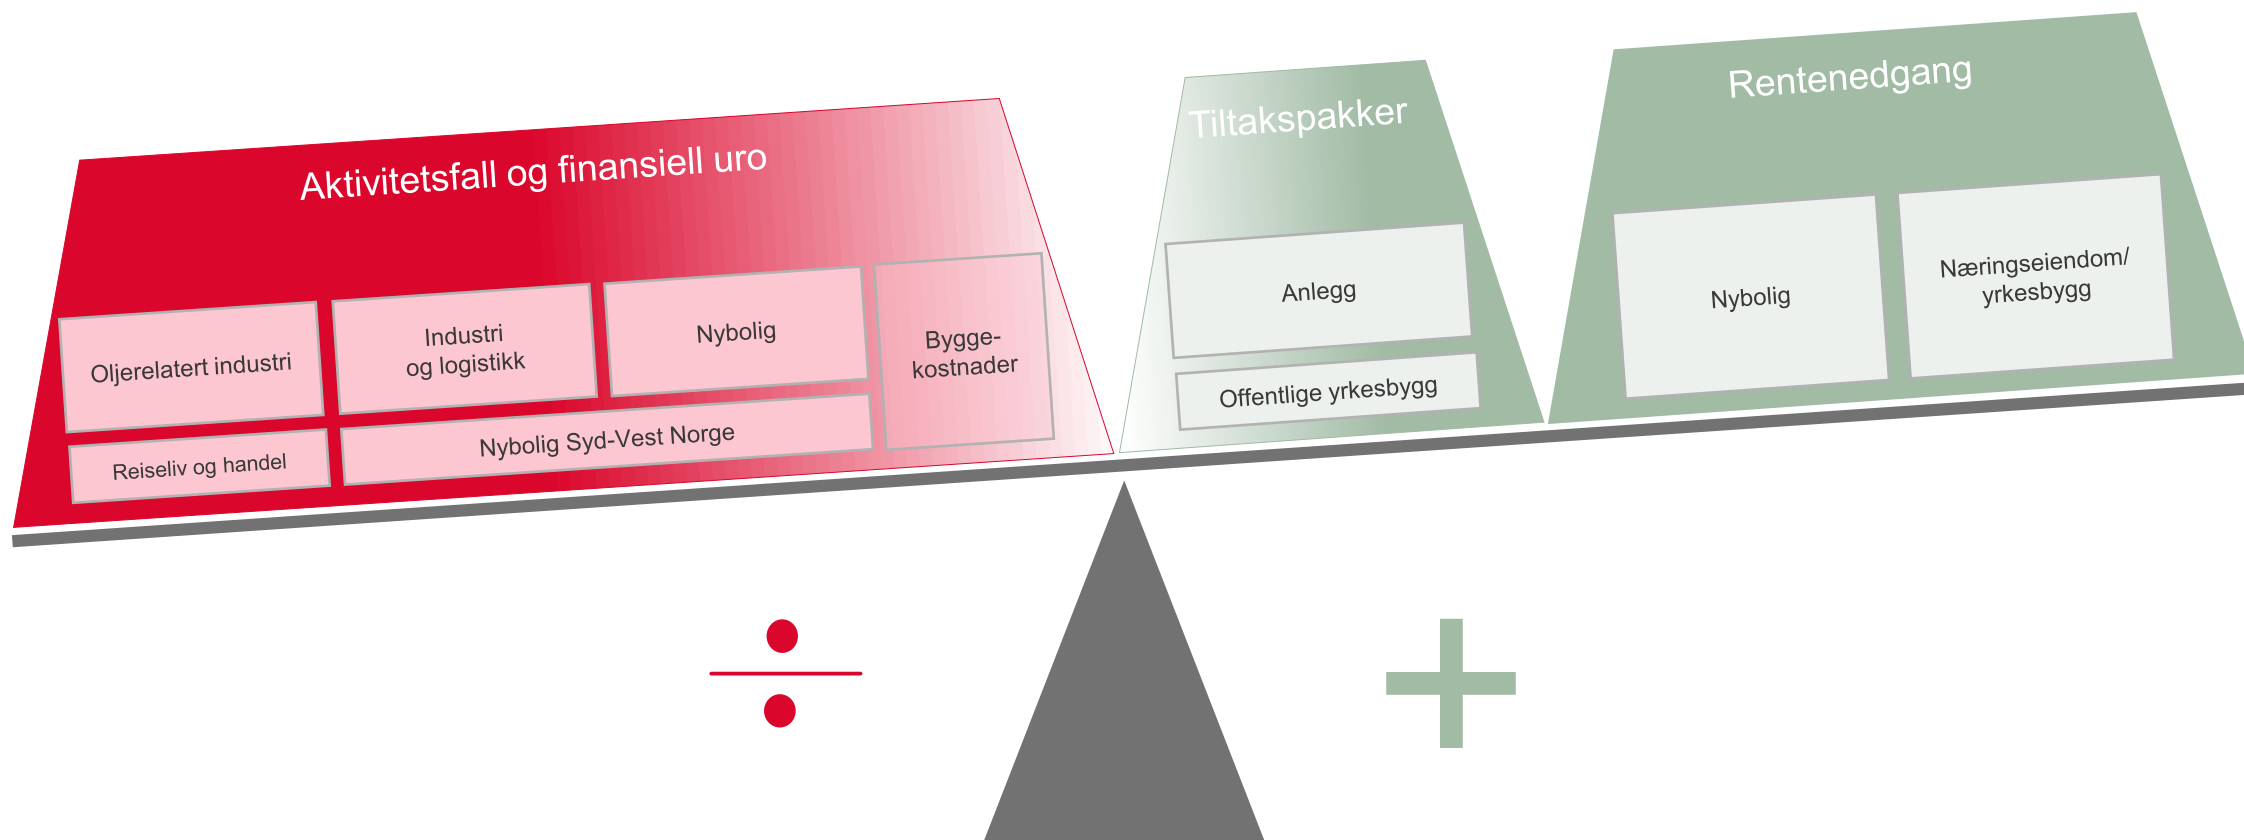 Aktivitetsfall og finansiell uro
Oljerelatert industri
Industri
og logistikk
Nybolig
Bygge-
kostnader
Reiseliv og handel
Nybolig Syd-Vest Norge
Tiltakspakker
Anlegg
Offentlige yrkesbygg
Rentenedgang
Nybolig
Næringseiendom/
yrkesbygg
÷
+